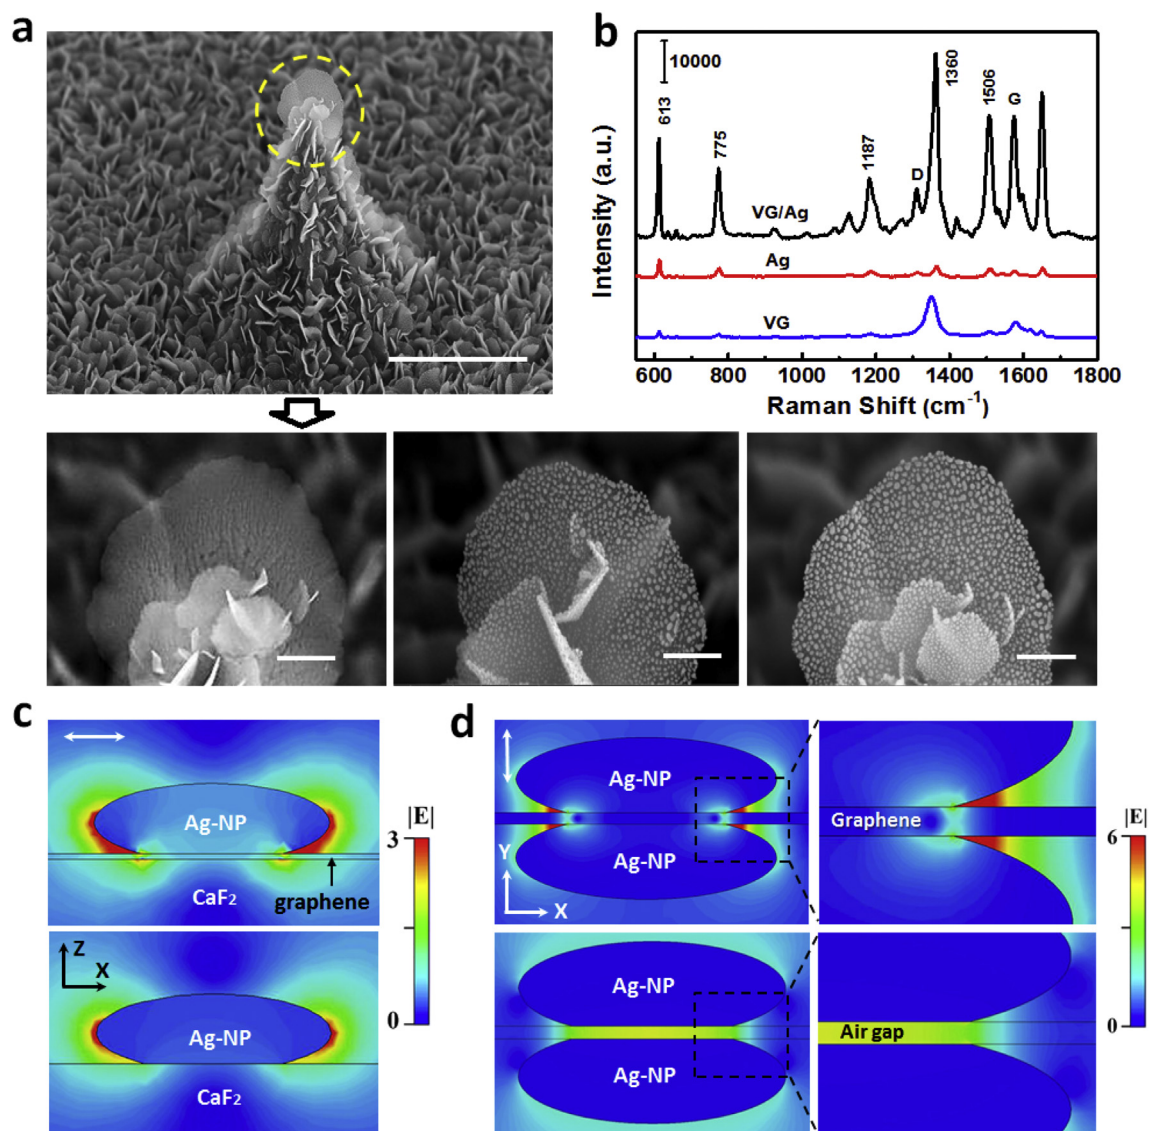 a
b
10000
613
775
1187
D
1360
1506
G
VG/Ag
Ag
VG
Intensity (a.u.)
600 800 1000 1200 1400 1600 1800
Raman Shift (cm-1)
c
Ag-NP
graphene
CaF2
3
|E|
0
Z
X
Ag-NP
CaF2
d
Ag-NP
Ag-NP
Y
X
Graphene
|E|
6
0
Ag-NP
Ag-NP
Air gap